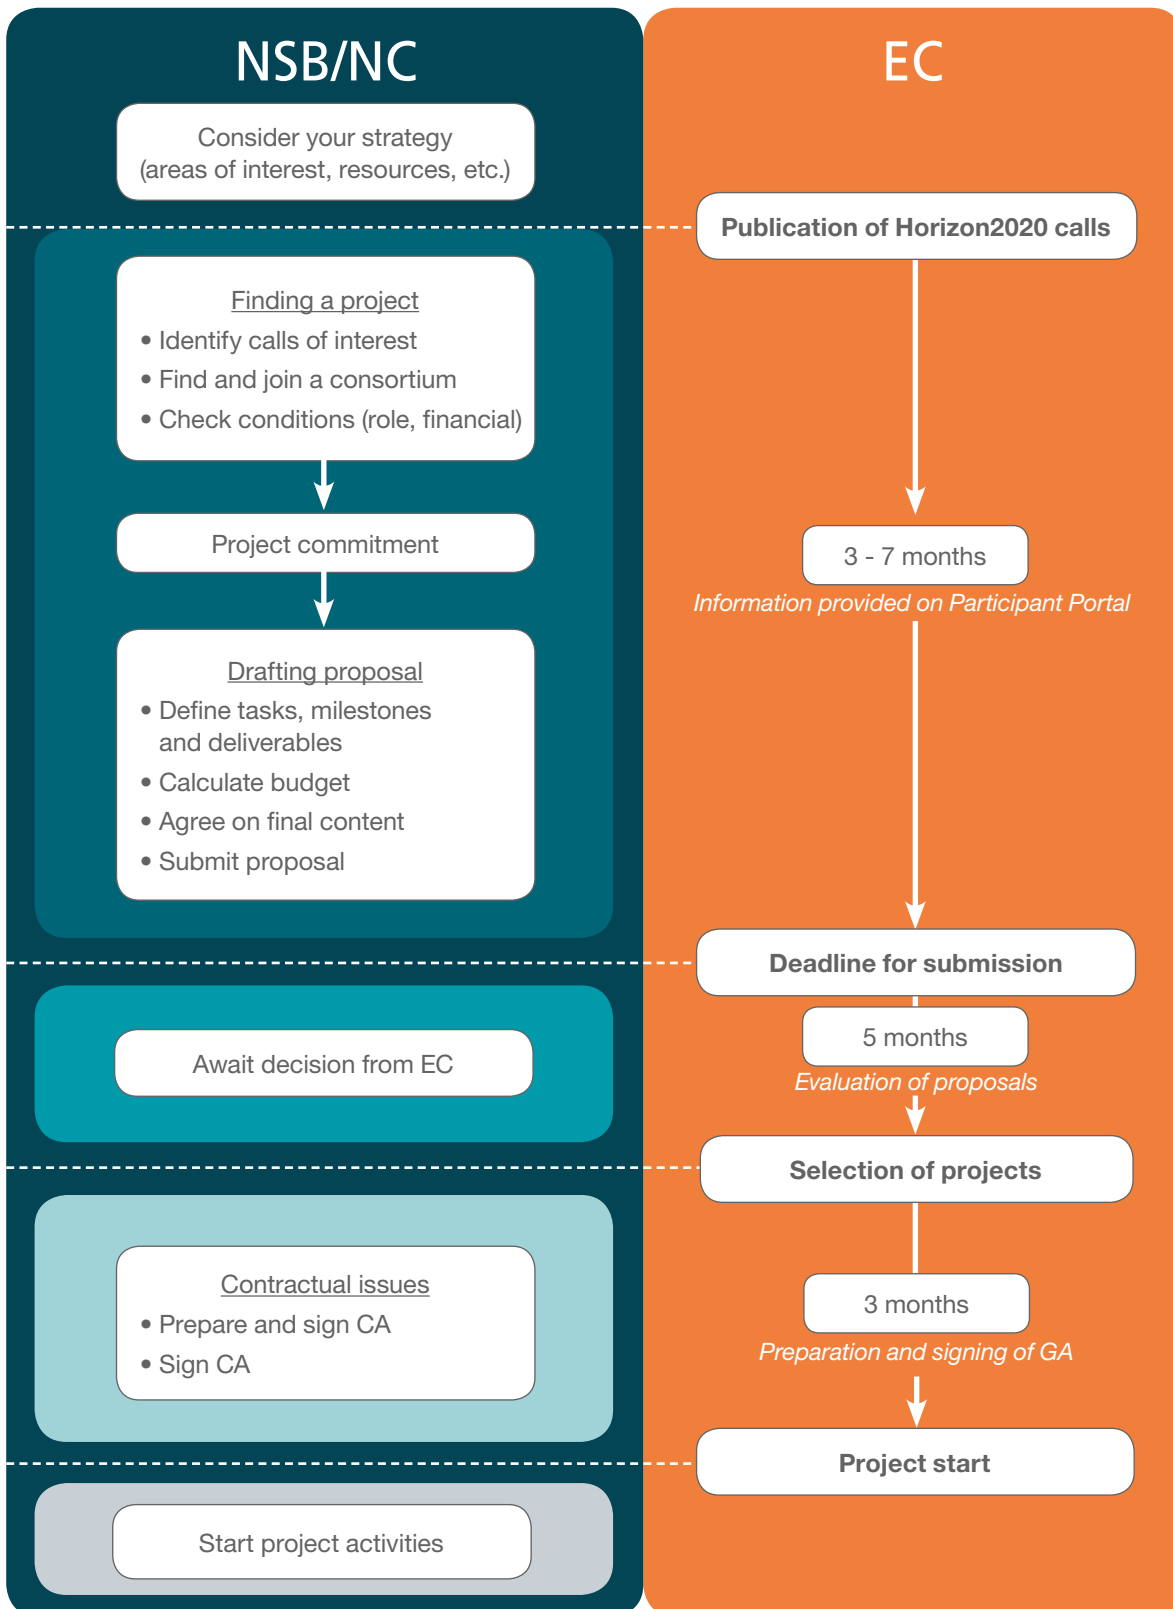 NSB/NC
Consider your strategy
(areas of interest, resources, etc.)
Finding a project
• Identify calls of interest
• Find and join a consortium
• Check conditions (role, financial)
Project commitment
Drafting proposal
• Define tasks, milestones
and deliverables
• Calculate budget
• Agree on final content
• Submit proposal
Await decision from EC
Contractual issues
• Prepare and sign CA
• Sign CA
Start project activities
EC
Publication of Horizon2020 calls
3 - 7 months
Information provided on Participant Portal
Deadline for submission
5 months
Evaluation of proposals
Selection of projects
3 months
Preparation and signing of GA
Project start